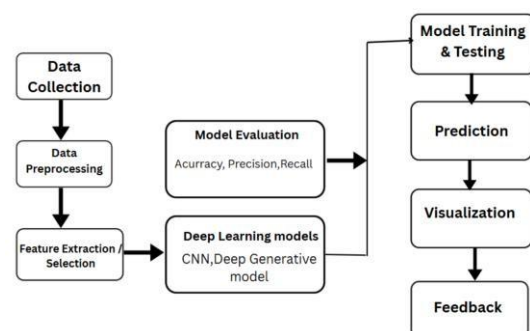 Data
Collection
Data
Preprocessing
Feature Extraction /
Selection
Model Evaluation
Acurracy, Precision,Recall
Deep Learning models
CNN,Deep Generative
model
Model Training
& Testing
Prediction
Visualization
Feedback